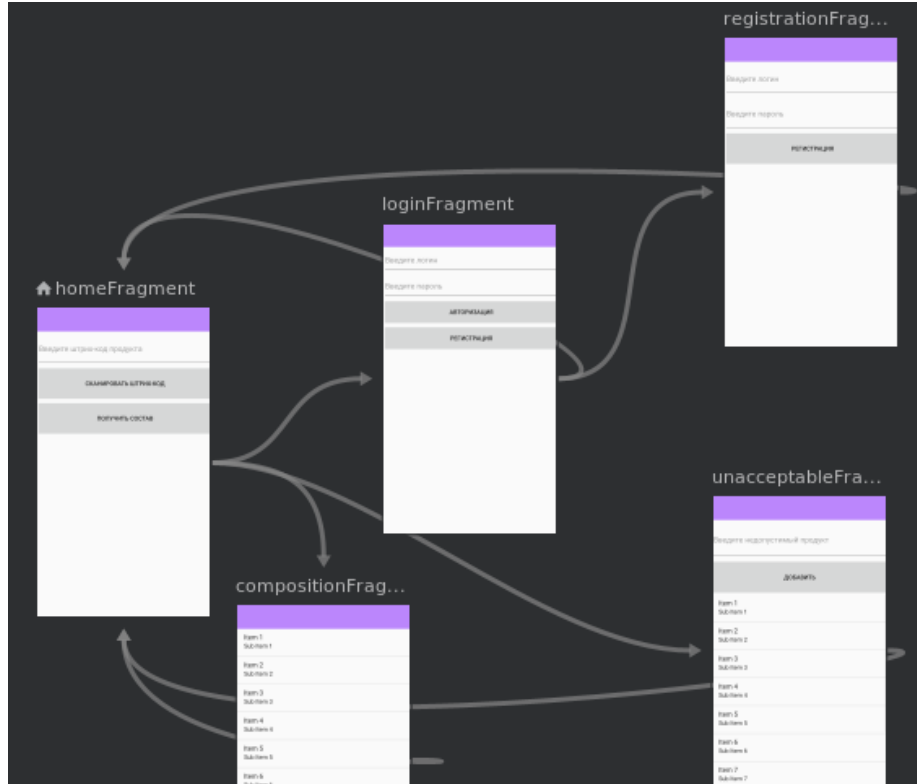 registrationFrag...
Введите логин
Введите пароль
РЕГИСТРАЦИЯ
loginFragment
Введите логин
Введите пароль
АВТОРИЗАЦИЯ
РЕГИСТРАЦИЯ
homeFragment
Введите штрих-код продукта
СКАНИРОВАТЬ ШТРИХ-КОД
ПОЛУЧИТЬ СОСТАВ
unacceptableFra...
Введите недопустимый продукт
ДОБАВИТЬ
Item 1
Sub Item 1
Item 2
Sub Item 2
Item 3
Sub Item 3
Item 4
Sub Item 4
Item 5
Sub Item 5
Item 6
Sub Item 6
Item 7
Sub Item 7
compositionFrag...
Item 1
Sub Item 1
Item 2
Sub Item 2
Item 3
Sub Item 3
Item 4
Sub Item 4
Item 5
Sub Item 5
Item 6